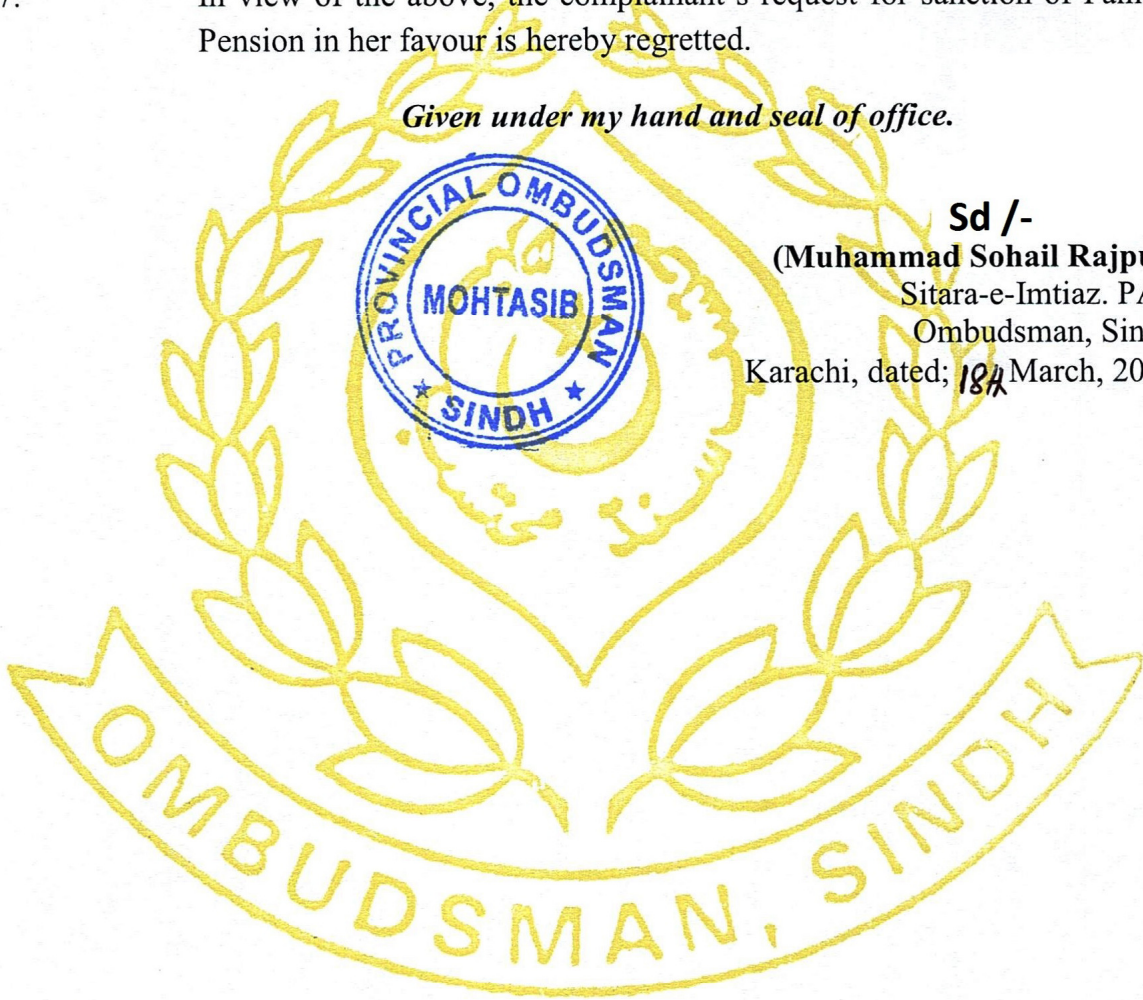 7. In view of the above, the complainant's request for sanction of Fam
Pension in her favour is hereby regretted.
Given under my hand and seal of office.
PROVINCIAL OMBUDSMAN
MOHTASIB
★ SINDH ★
Sd /-
(Muhammad Sohail Rajpu
Sitara-e-Imtiaz. PA
Ombudsman, Sin
Karachi, dated; 18th March, 20
OMBUDSMAN, SINDH